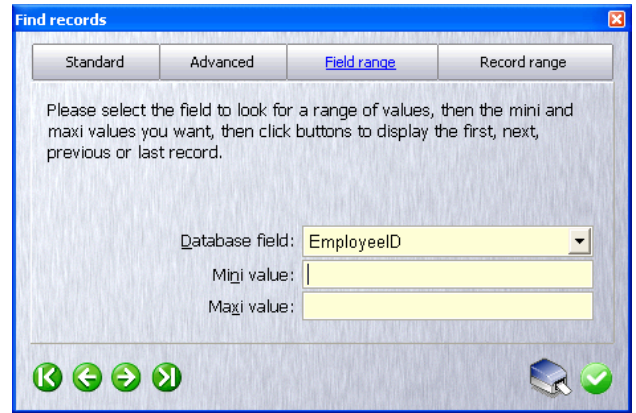 Find records
Standard Advanced Field range Record range
Please select the field to look for a range of values, then the mini and
maxi values you want, then click buttons to display the first, next,
previous or last record.
Database field: EmployeeID
Mini value:
Maxi value: